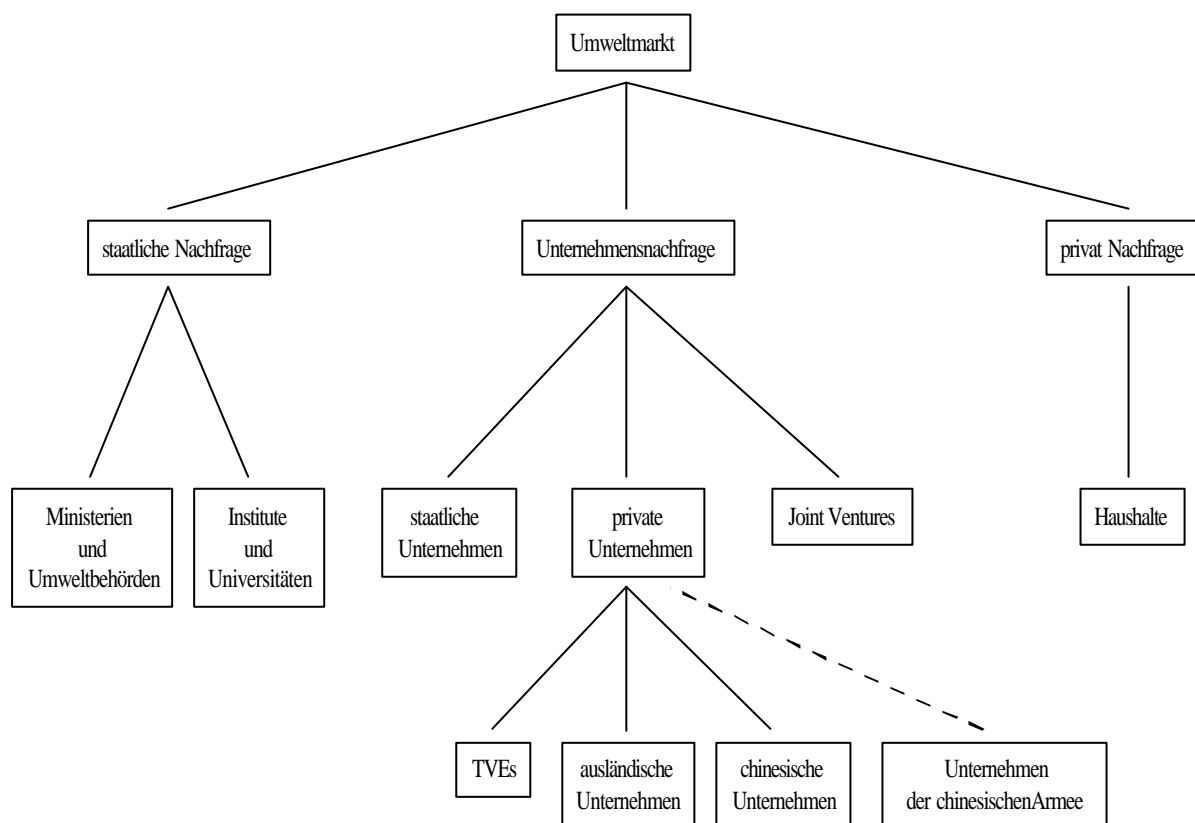 Umweltmarkt
staatliche Nachfrage
Unternehmensnachfrage
privat Nachfrage
Ministerien
und
Umweltbehörden
Institute
und
Universitäten
staatliche
Unternehmen
private
Unternehmen
Joint Ventures
Haushalte
TVEs
ausländische
Unternehmen
chinesische
Unternehmen
Unternehmen
der chinesischenArmee